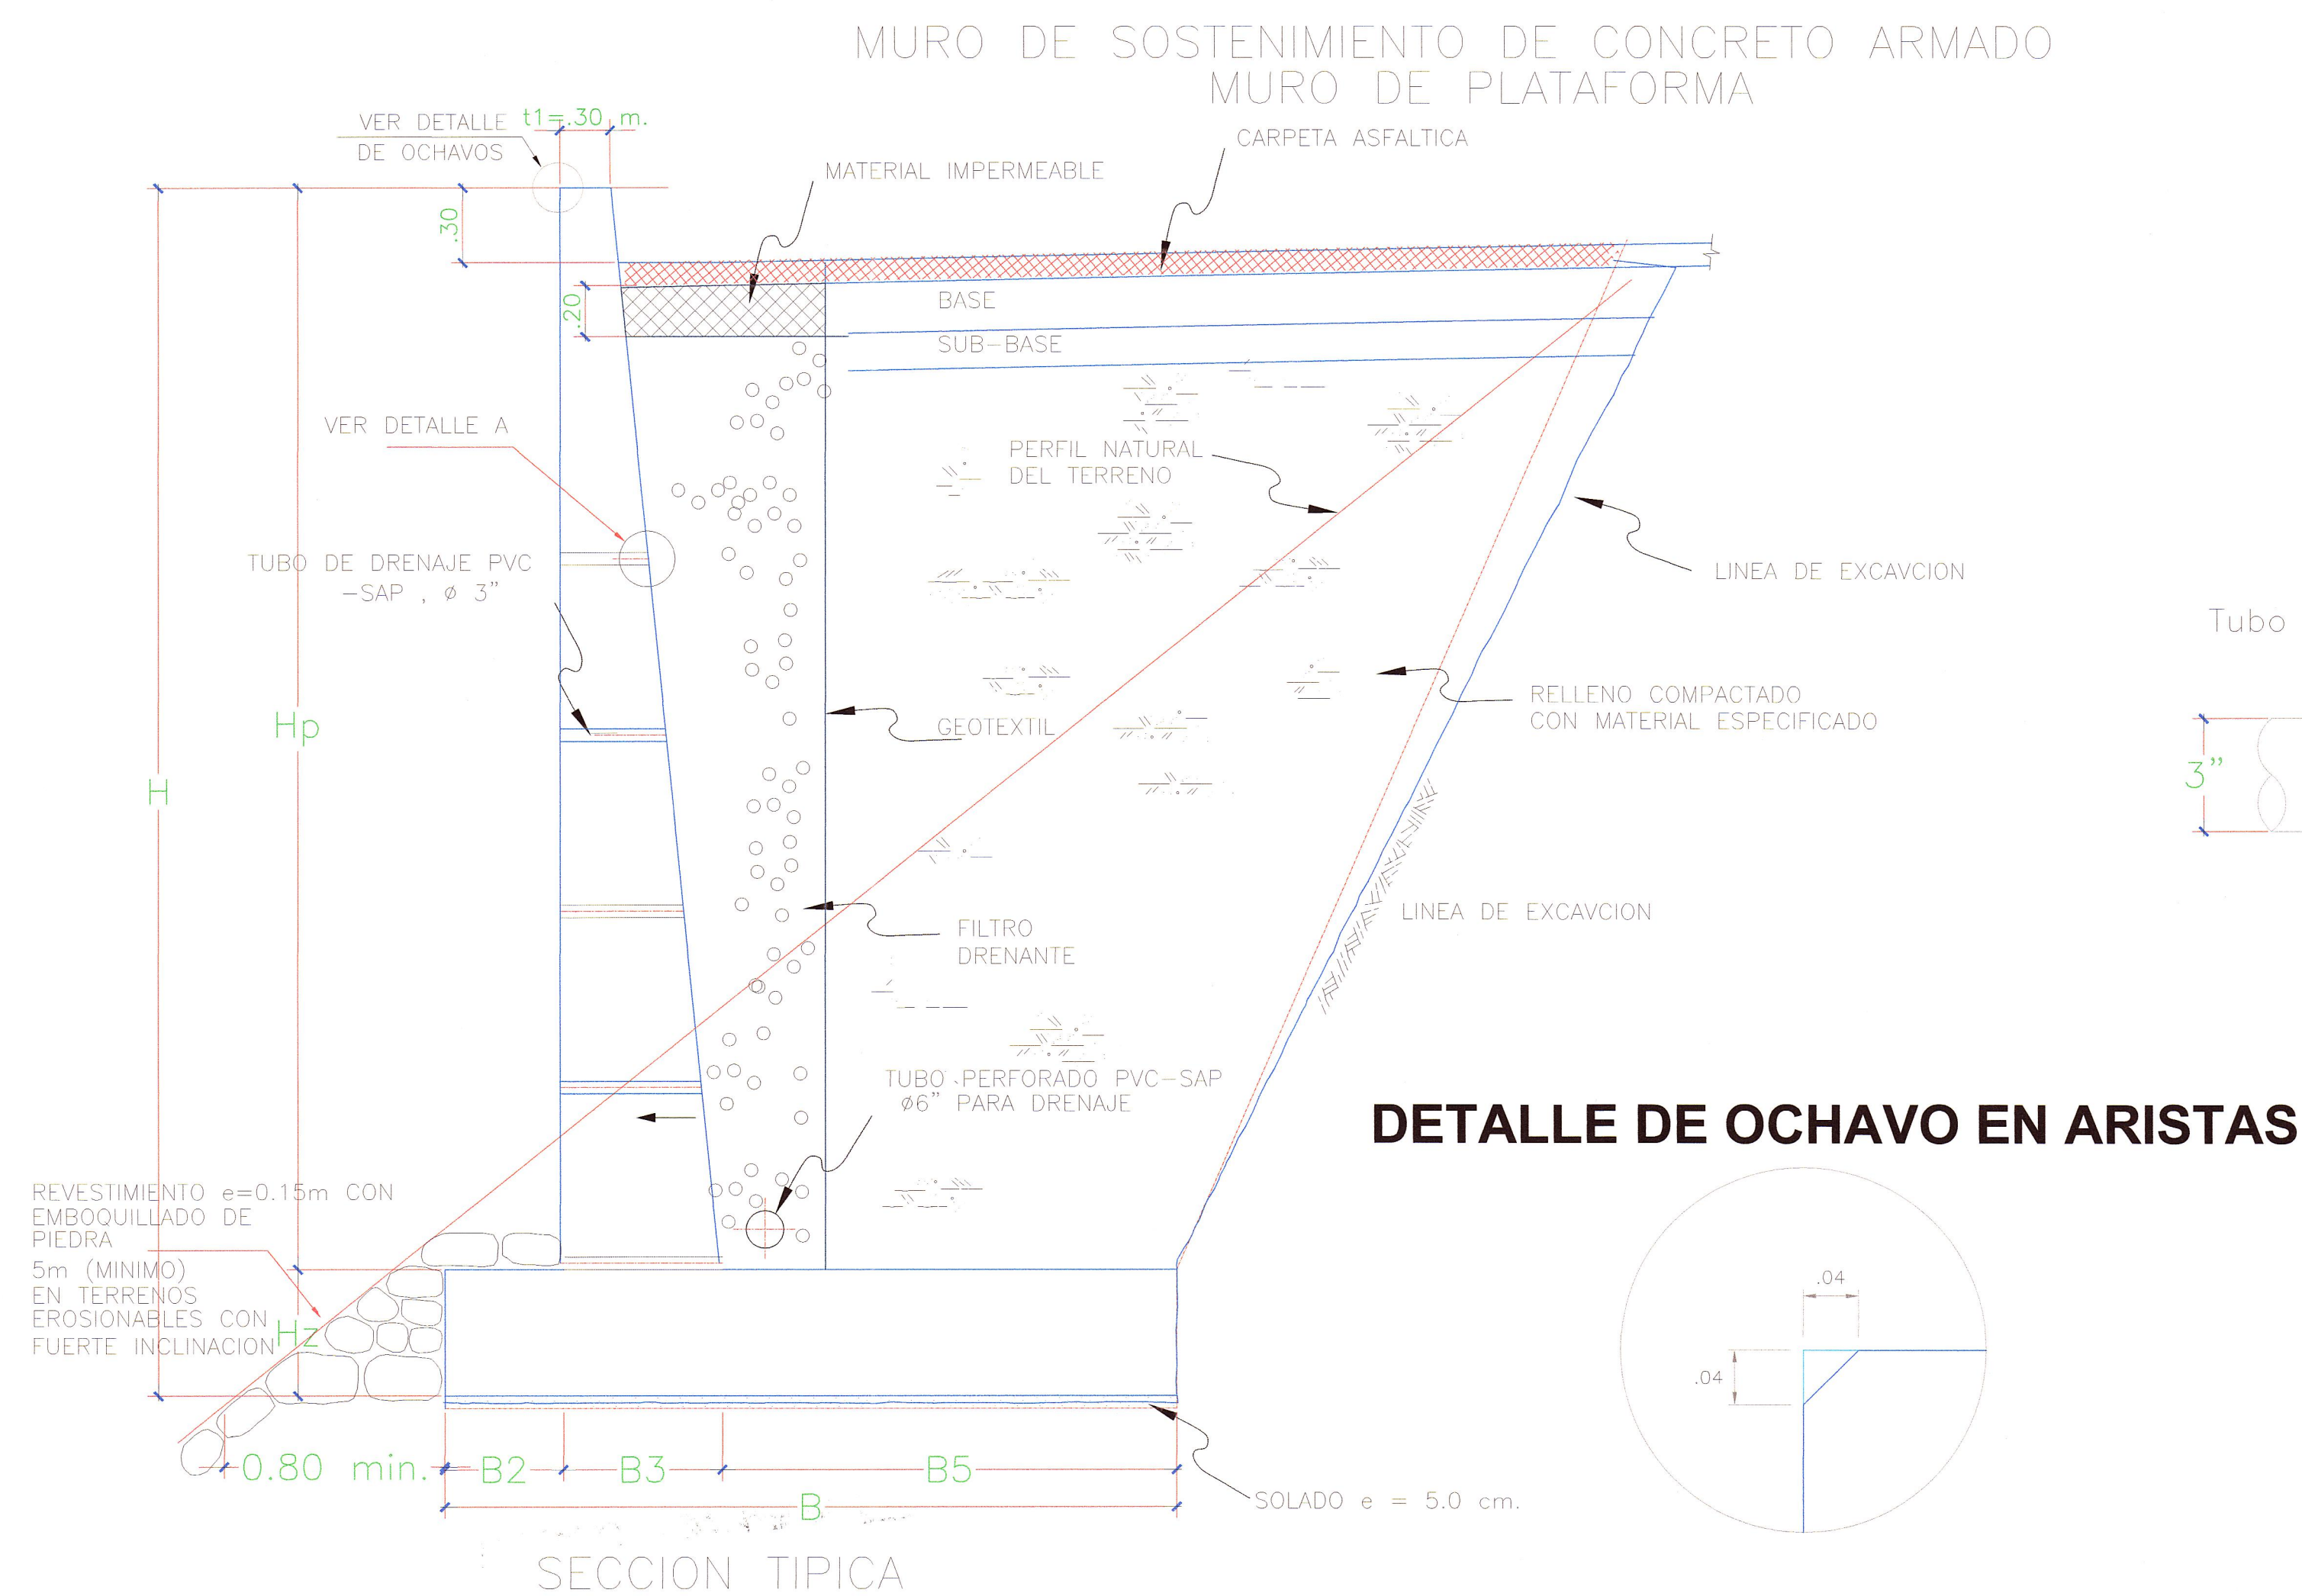 MURO DE SOSTENIMIENTO DE CONCRETO ARMADO
MURO DE PLATAFORMA
VER DETALLE
DE OCHAVOS
t1=.30 m.
CARPETA ASFALTICA
MATERIAL IMPERMEABLE
.30
.20
BASE
SUB-BASE
VER DETALLE A
PERFIL NATURAL
DEL TERRENO
TUBO DE DRENAJE PVC
-SAP , ø 3"
LINEA DE EXCAVCION
Tubo
RELLENO COMPACTADO
CON MATERIAL ESPECIFICADO
GEOTEXTIL
Hp
H
3"
LINEA DE EXCAVCION
FILTRO
DRENANTE
TUBO PERFORADO PVC-SAP
ø6" PARA DRENAJE
DETALLE DE OCHAVO EN ARISTAS
REVESTIMIENTO e=0.15m CON
EMBOQUILLADO DE
PIEDRA
5m (MINIMO)
EN TERRENOS
EROSIONABLES CON
FUERTE INCLINACION
Hz
.04
.04
0.80 min.
B2
B3
B5
B
SOLADO e = 5.0 cm.
SECCION TIPICA